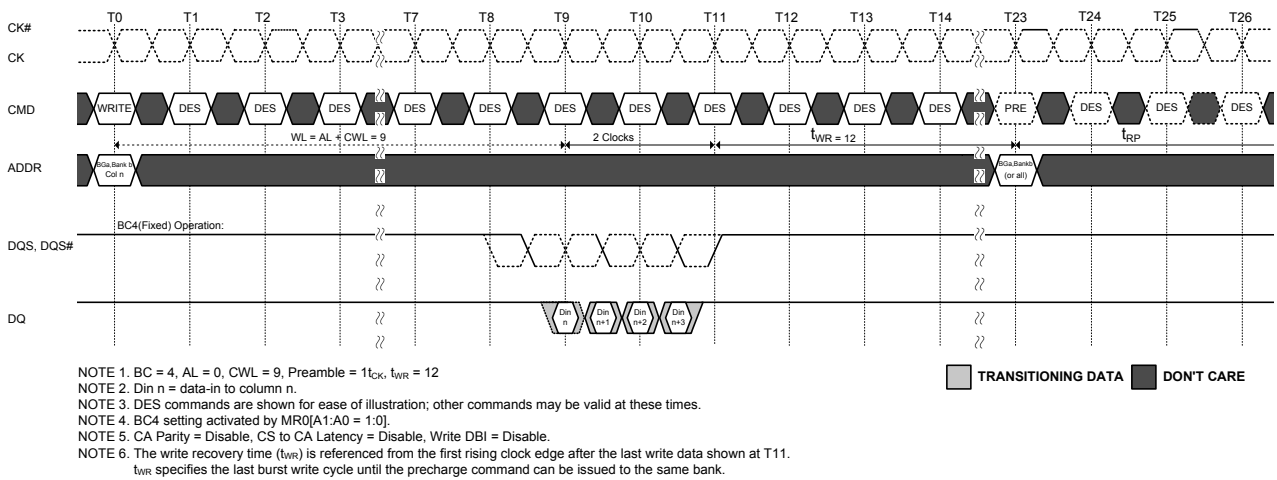 T0 T1 T2 T3 T7 T8 T9 T10 T11 T12 T13 T14 T23 T24 T25 T26
CK#
CK
CMD WRITE DES DES DES DES DES DES DES DES DES DES DES PRE DES DES DES
WL = AL + CWL = 9 2 Clocks tWR = 12 tRP
ADDR
BGa,Bank b
Col n
BGa,Bankb
(or all)
BC4(Fixed) Operation:
DQS, DQS#
DQ
Din
n
Din
n+1
Din
n+2
Din
n+3
NOTE 1. BC = 4, AL = 0, CWL = 9, Preamble = 1tCK, tWR = 12
NOTE 2. Din n = data-in to column n.
NOTE 3. DES commands are shown for ease of illustration; other commands may be valid at these times.
NOTE 4. BC4 setting activated by MR0[A1:A0 = 1:0].
NOTE 5. CA Parity = Disable, CS to CA Latency = Disable, Write DBI = Disable.
NOTE 6. The write recovery time (tWR) is referenced from the first rising clock edge after the last write data shown at T11.
tWR specifies the last burst write cycle until the precharge command can be issued to the same bank.
TRANSITIONING DATA DON'T CARE